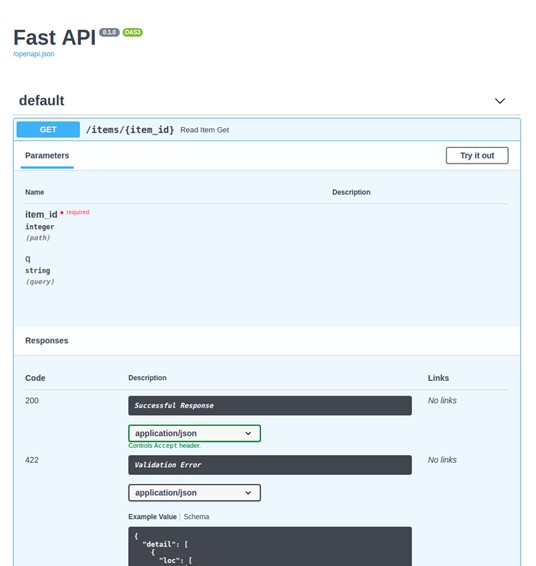 Fast API 0.1.0 OAS3
/openapi.json
default
GET /items/{item_id} Read Item Get
Parameters Try it out
Name Description
item_id * required
integer
(path)
q
string
(query)
Responses
Code Description Links
200 Successful Response No links
application/json
Controls Accept header.
422 Validation Error No links
application/json
Example Value Schema
{
"detail": [
{
"loc": [